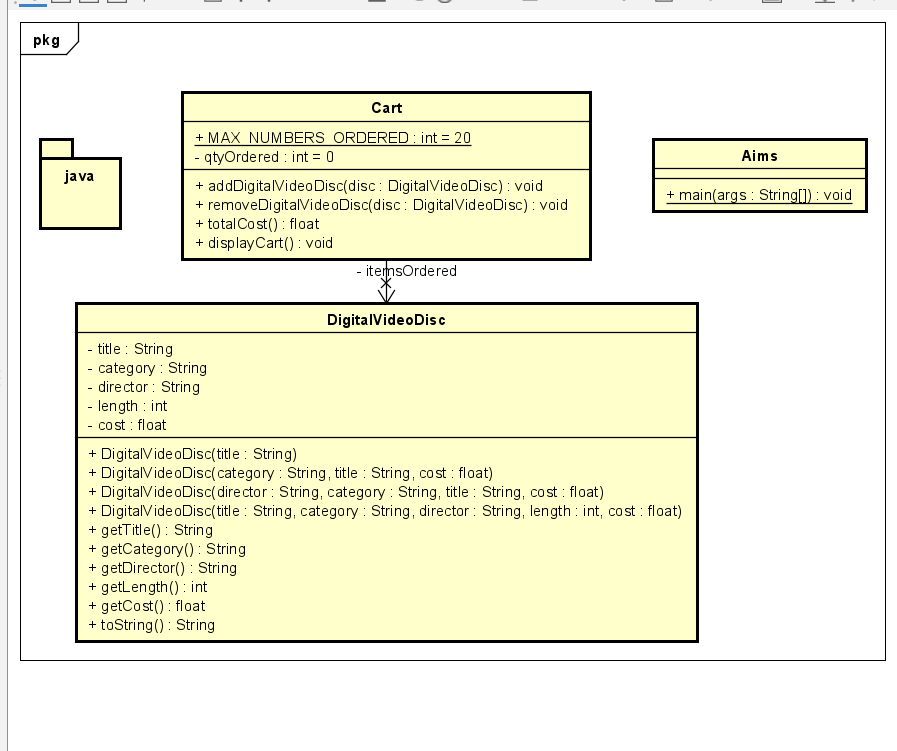 pkg
java
Cart
+ MAX_NUMBERS_ORDERED : int = 20
- qtyOrdered : int = 0
+ addDigitalVideoDisc(disc : DigitalVideoDisc) : void
+ removeDigitalVideoDisc(disc : DigitalVideoDisc) : void
+ totalCost() : float
+ displayCart() : void
Aims
+ main(args : String[]) : void
- itemsOrdered
DigitalVideoDisc
- title : String
- category : String
- director : String
- length : int
- cost : float
+ DigitalVideoDisc(title : String)
+ DigitalVideoDisc(category : String, title : String, cost : float)
+ DigitalVideoDisc(director : String, category : String, title : String, cost : float)
+ DigitalVideoDisc(title : String, category : String, director : String, length : int, cost : float)
+ getTitle() : String
+ getCategory() : String
+ getDirector() : String
+ getLength() : int
+ getCost() : float
+ toString() : String